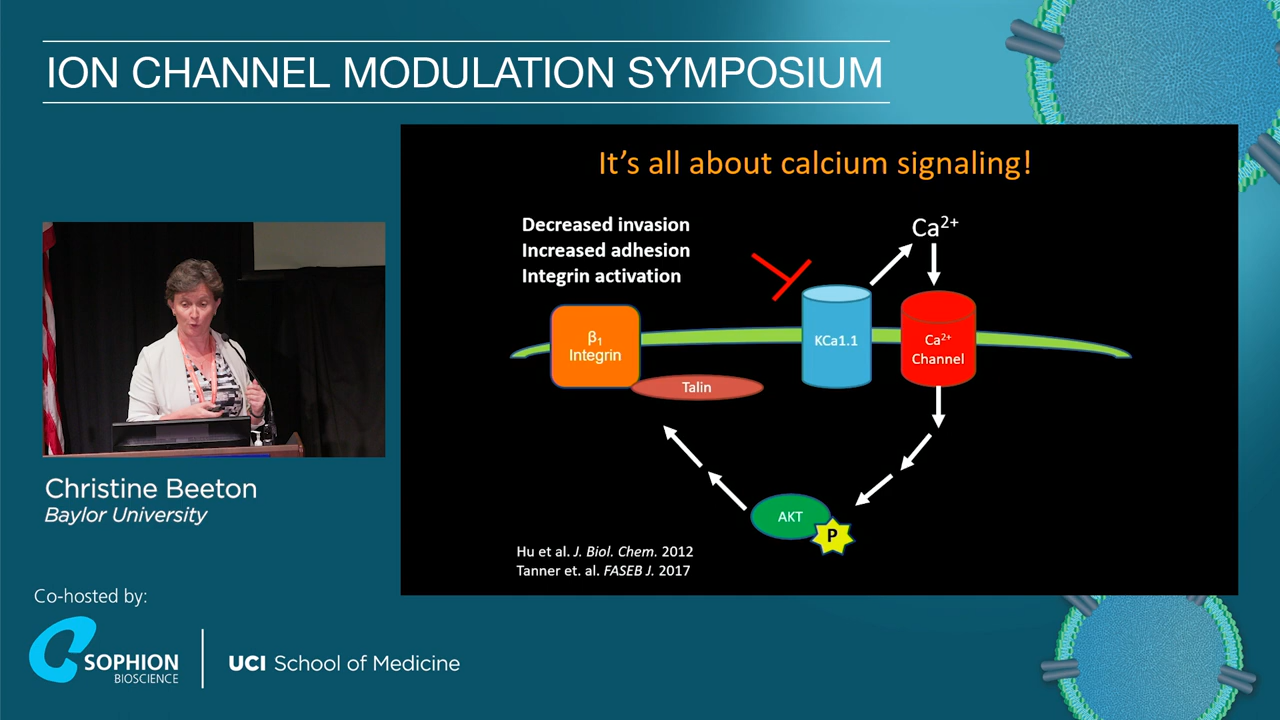 ION CHANNEL MODULATION SYMPOSIUM
It's all about calcium signaling!
Decreased invasion
Increased adhesion
Integrin activation
Ca²⁺
β₁
Integrin
Talin
KCa1.1
Ca²⁺
Channel
AKT
P
Hu et al. J. Biol. Chem. 2012
Tanner et. al. FASEB J. 2017
Christine Beeton
Baylor University
Co-hosted by:
SOPHION
BIOSCIENCE
UCI School of Medicine